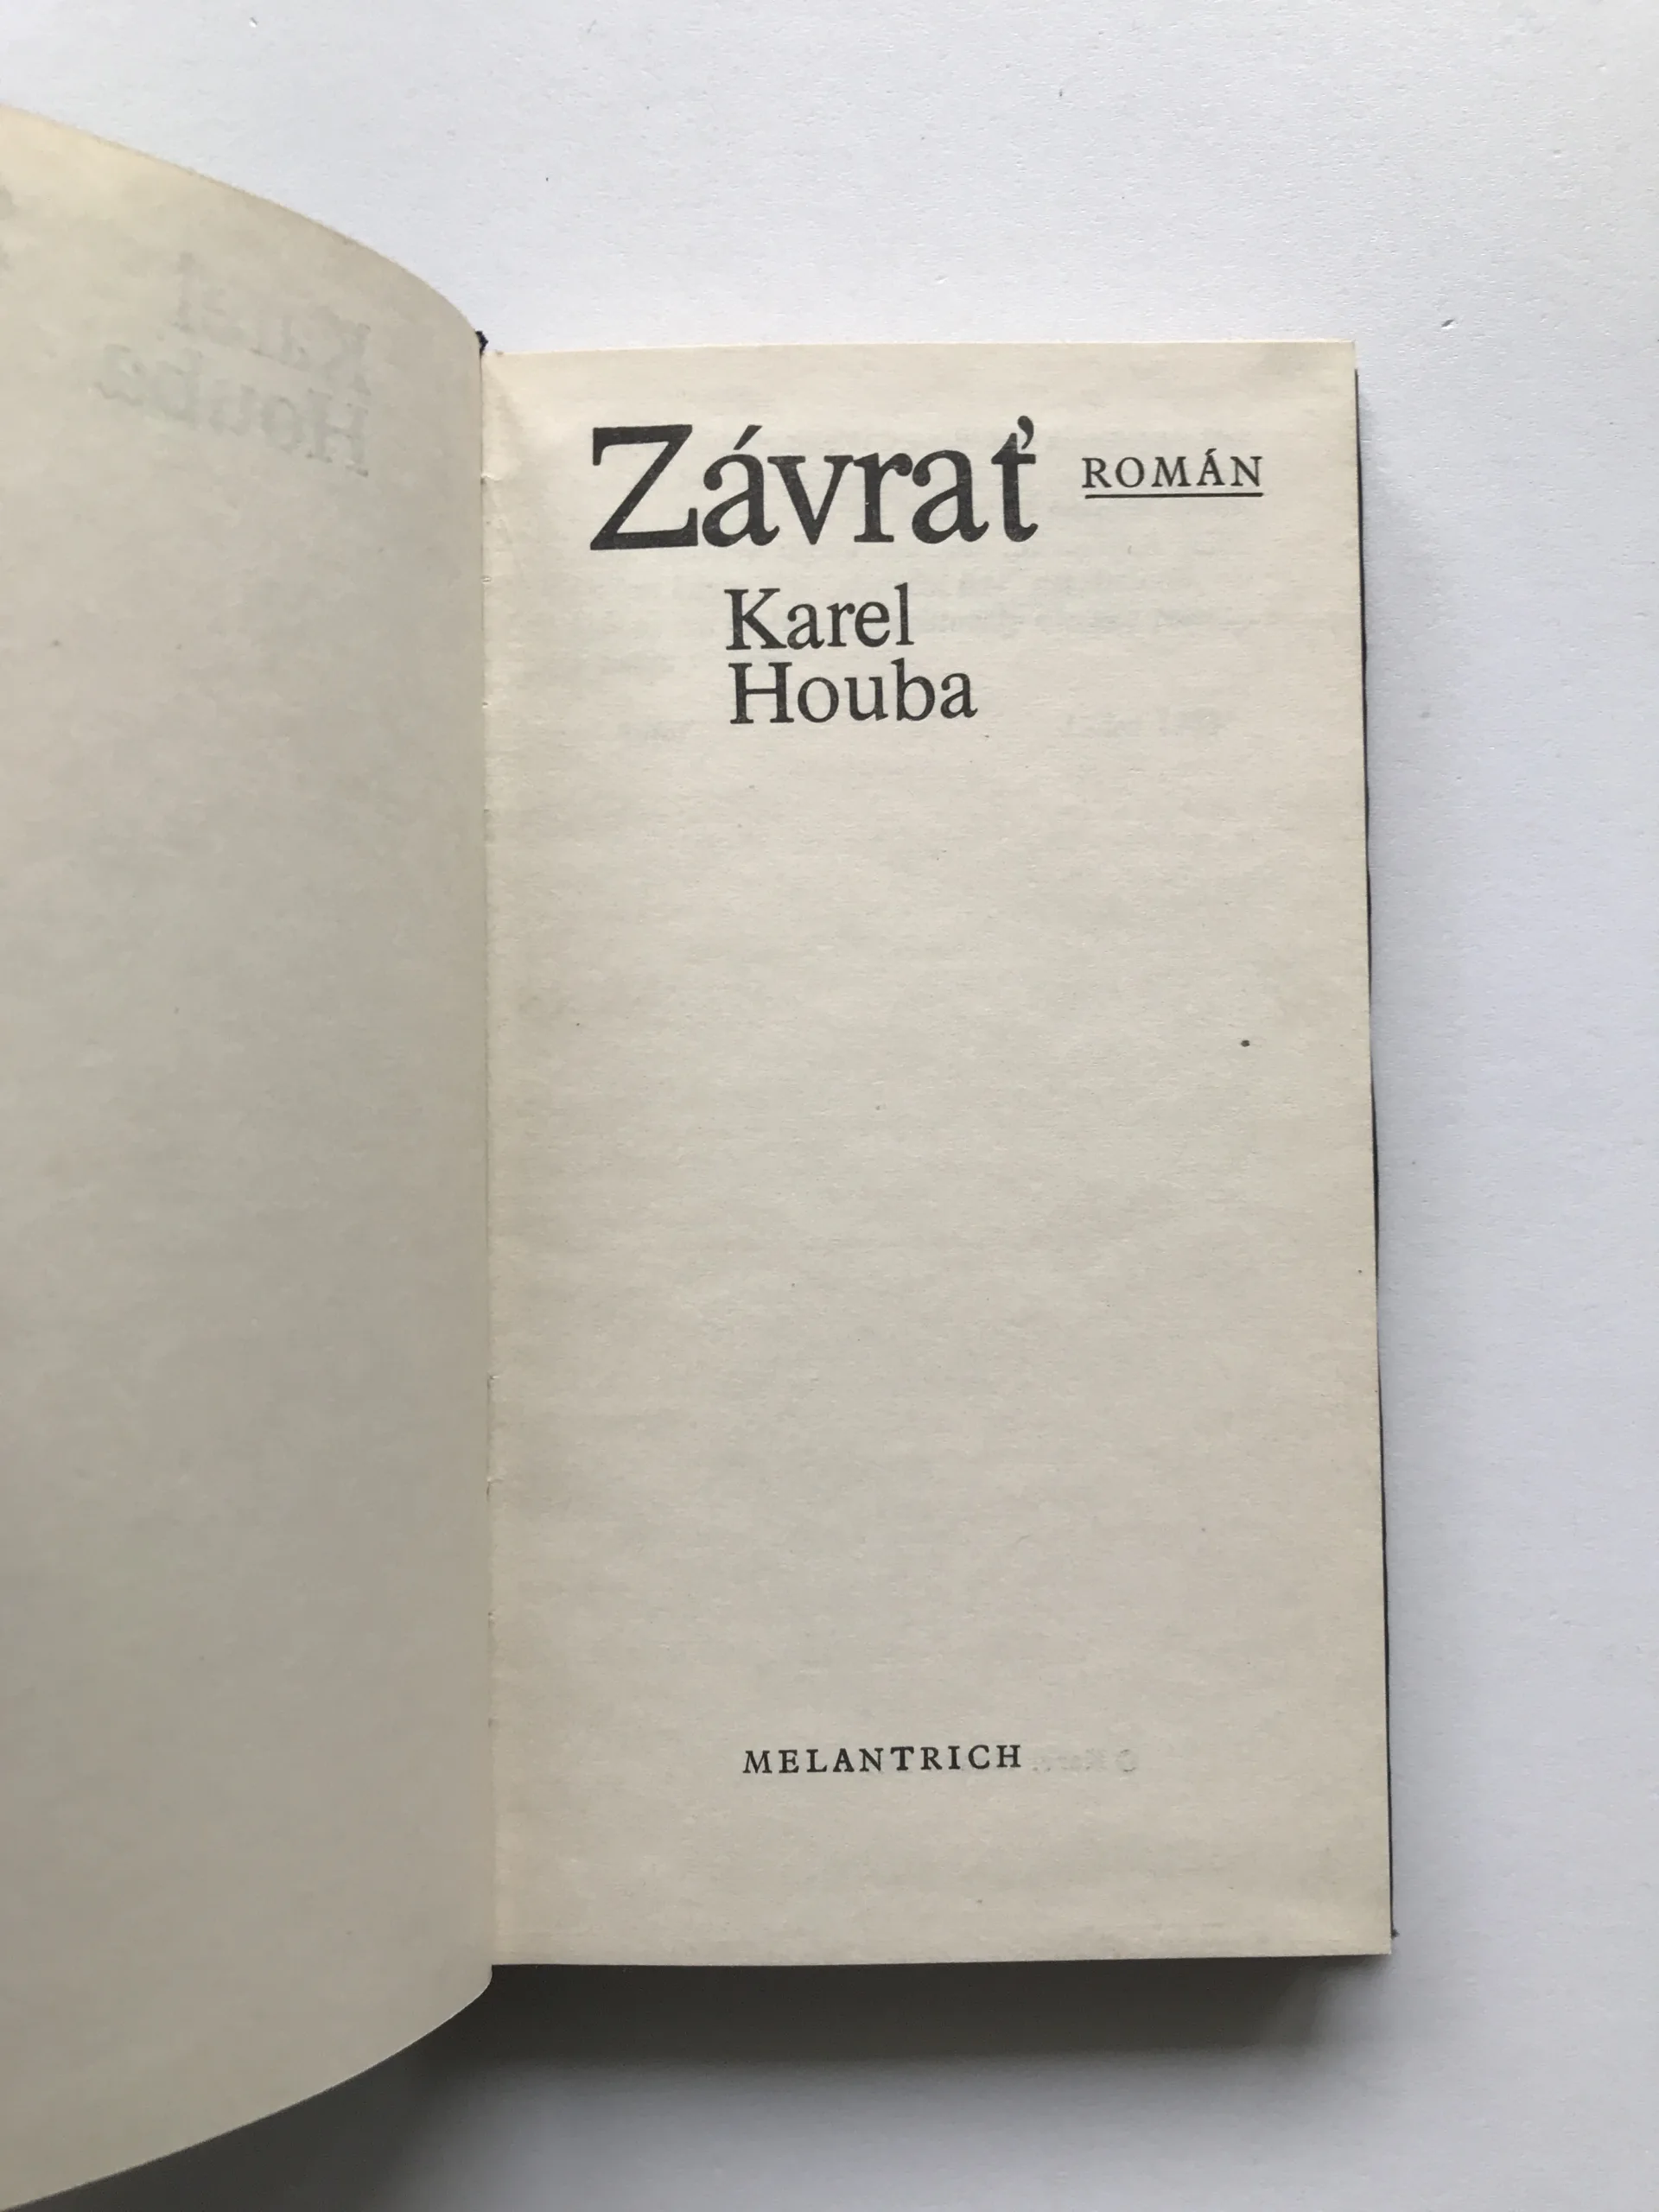 Závrať ROMÁN
Karel
Houba
MELANTRICH